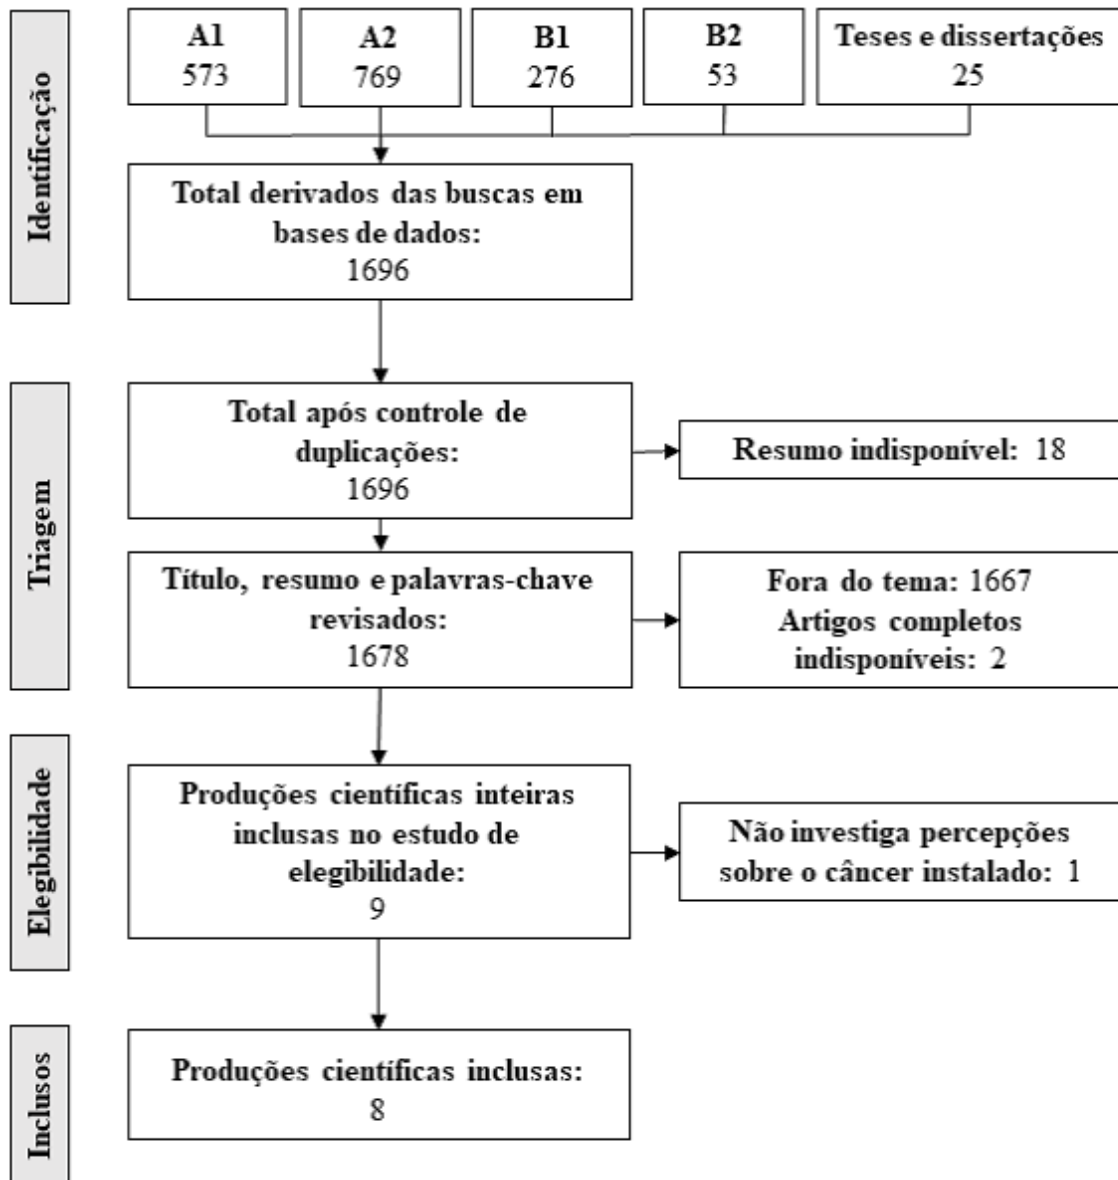 Identificação
A1
573
A2
769
B1
276
B2
53
Teses e dissertações
25
Total derivados das buscas em
bases de dados:
1696
Triagem
Total após controle de
duplicações:
1696
Resumo indisponível: 18
Título, resumo e palavras-chave
revisados:
1678
Fora do tema: 1667
Artigos completos
indisponíveis: 2
Elegibilidade
Produções científicas inteiras
inclusas no estudo de
elegibilidade:
9
Não investiga percepções
sobre o câncer instalado: 1
Inclusos
Produções científicas inclusas:
8